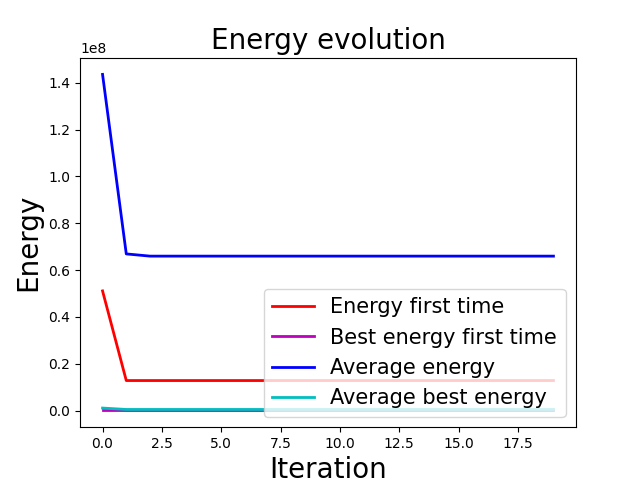 Energy evolution
1e8
1.4
1.2
1.0
0.8
0.6
0.4
0.2
0.0
Energy
Energy first time
Best energy first time
Average energy
Average best energy
0.0 2.5 5.0 7.5 10.0 12.5 15.0 17.5
Iteration